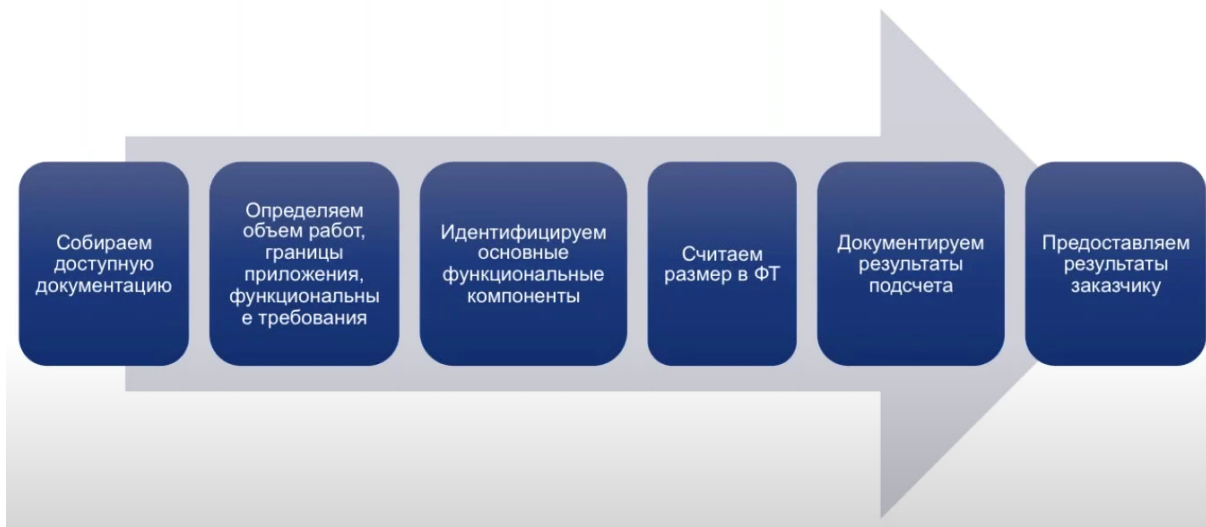 Собираем
доступную
документацию
Определяем
объем работ,
границы
приложения,
функциональны
е требования
Идентифицируем
основные
функциональные
компоненты
Считаем
размер в ФТ
Документируем
результаты
подсчета
Предоставляем
результаты
заказчику